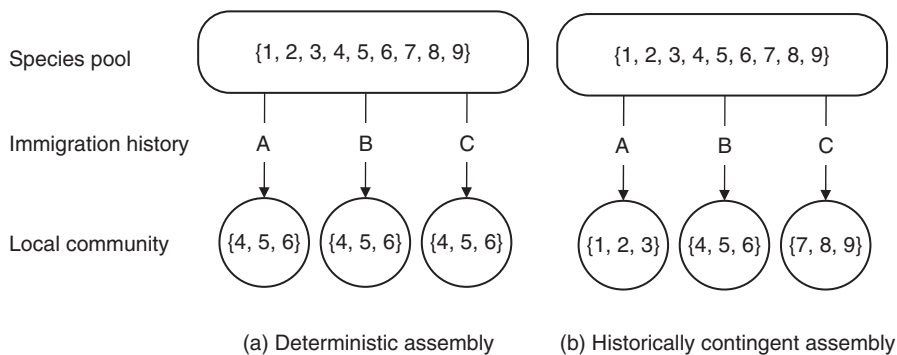 Species pool
{1, 2, 3, 4, 5, 6, 7, 8, 9}
{1, 2, 3, 4, 5, 6, 7, 8, 9}
Immigration history
A
B
C
A
B
C
Local community
{4, 5, 6}
{4, 5, 6}
{4, 5, 6}
{1, 2, 3}
{4, 5, 6}
{7, 8, 9}
(a) Deterministic assembly
(b) Historically contingent assembly